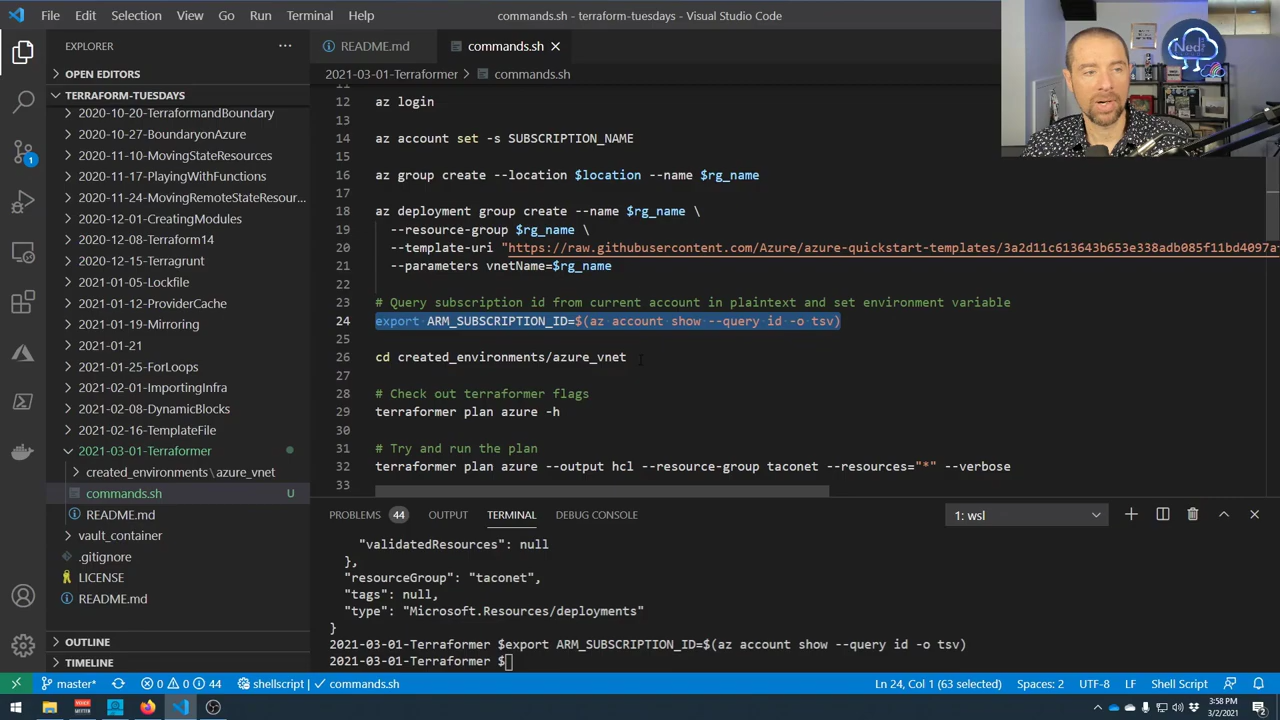 File Edit Selection View Go Run Terminal Help commands.sh - terraform-tuesdays - Visual Studio Code
EXPLORER
OPEN EDITORS
TERRAFORM-TUESDAYS
2020-10-20-TerraformandBoundary
2020-10-27-BoundaryonAzure
2020-11-10-MovingStateResources
2020-11-17-PlayingWithFunctions
2020-11-24-MovingRemoteStateResour...
2020-12-01-CreatingModules
2020-12-08-Terraform14
2020-12-15-Terragrunt
2021-01-05-Lockfile
2021-01-12-ProviderCache
2021-01-19-Mirroring
2021-01-21
2021-01-25-ForLoops
2021-02-01-ImportingInfra
2021-02-08-DynamicBlocks
2021-02-16-TemplateFile
2021-03-01-Terraformer
created_environments\azure_vnet
commands.sh U
README.md
vault_container
.gitignore
LICENSE
README.md
OUTLINE
TIMELINE
README.md commands.sh
2021-03-01-Terraformer > commands.sh
11
12 az login
13
14 az account set -s SUBSCRIPTION_NAME
15
16 az group create --location $location --name $rg_name
17
18 az deployment group create --name $rg_name \
19 --resource-group $rg_name \
20 --template-uri "https://raw.githubusercontent.com/Azure/azure-quickstart-templates/3a2d11c613643b653e338adb085f11bd4097a
21 --parameters vnetName=$rg_name
22
23 # Query subscription id from current account in plaintext and set environment variable
24 export ARM_SUBSCRIPTION_ID=$(az account show --query id -o tsv)
25
26 cd created_environments/azure_vnet
27
28 # Check out terraformer flags
29 terraformer plan azure -h
30
31 # Try and run the plan
32 terraformer plan azure --output hcl --resource-group taconet --resources="*" --verbose
33
Ned
PROBLEMS 44 OUTPUT TERMINAL DEBUG CONSOLE 1: wsl
"validatedResources": null
},
"resourceGroup": "taconet",
"tags": null,
"type": "Microsoft.Resources/deployments"
}
2021-03-01-Terraformer $export ARM_SUBSCRIPTION_ID=$(az account show --query id -o tsv)
2021-03-01-Terraformer $
1
master* 0 0 44 shellscript | ✓ commands.sh Ln 24, Col 1 (63 selected) Spaces: 2 UTF-8 LF Shell Script
3:58 PM
3/2/2021
2